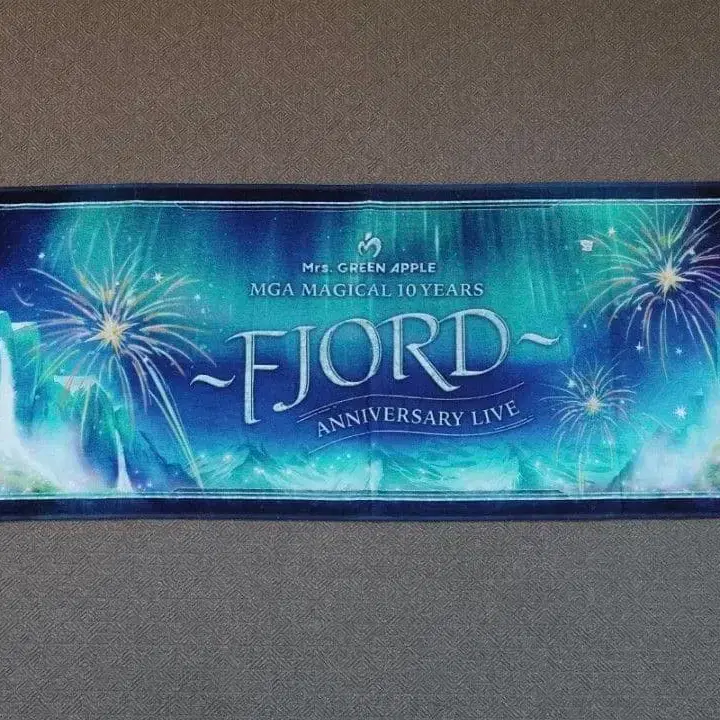 Mrs. GREEN APPLE
MGA MAGICAL 10 YEARS
~FJORD~
ANNIVERSARY LIVE